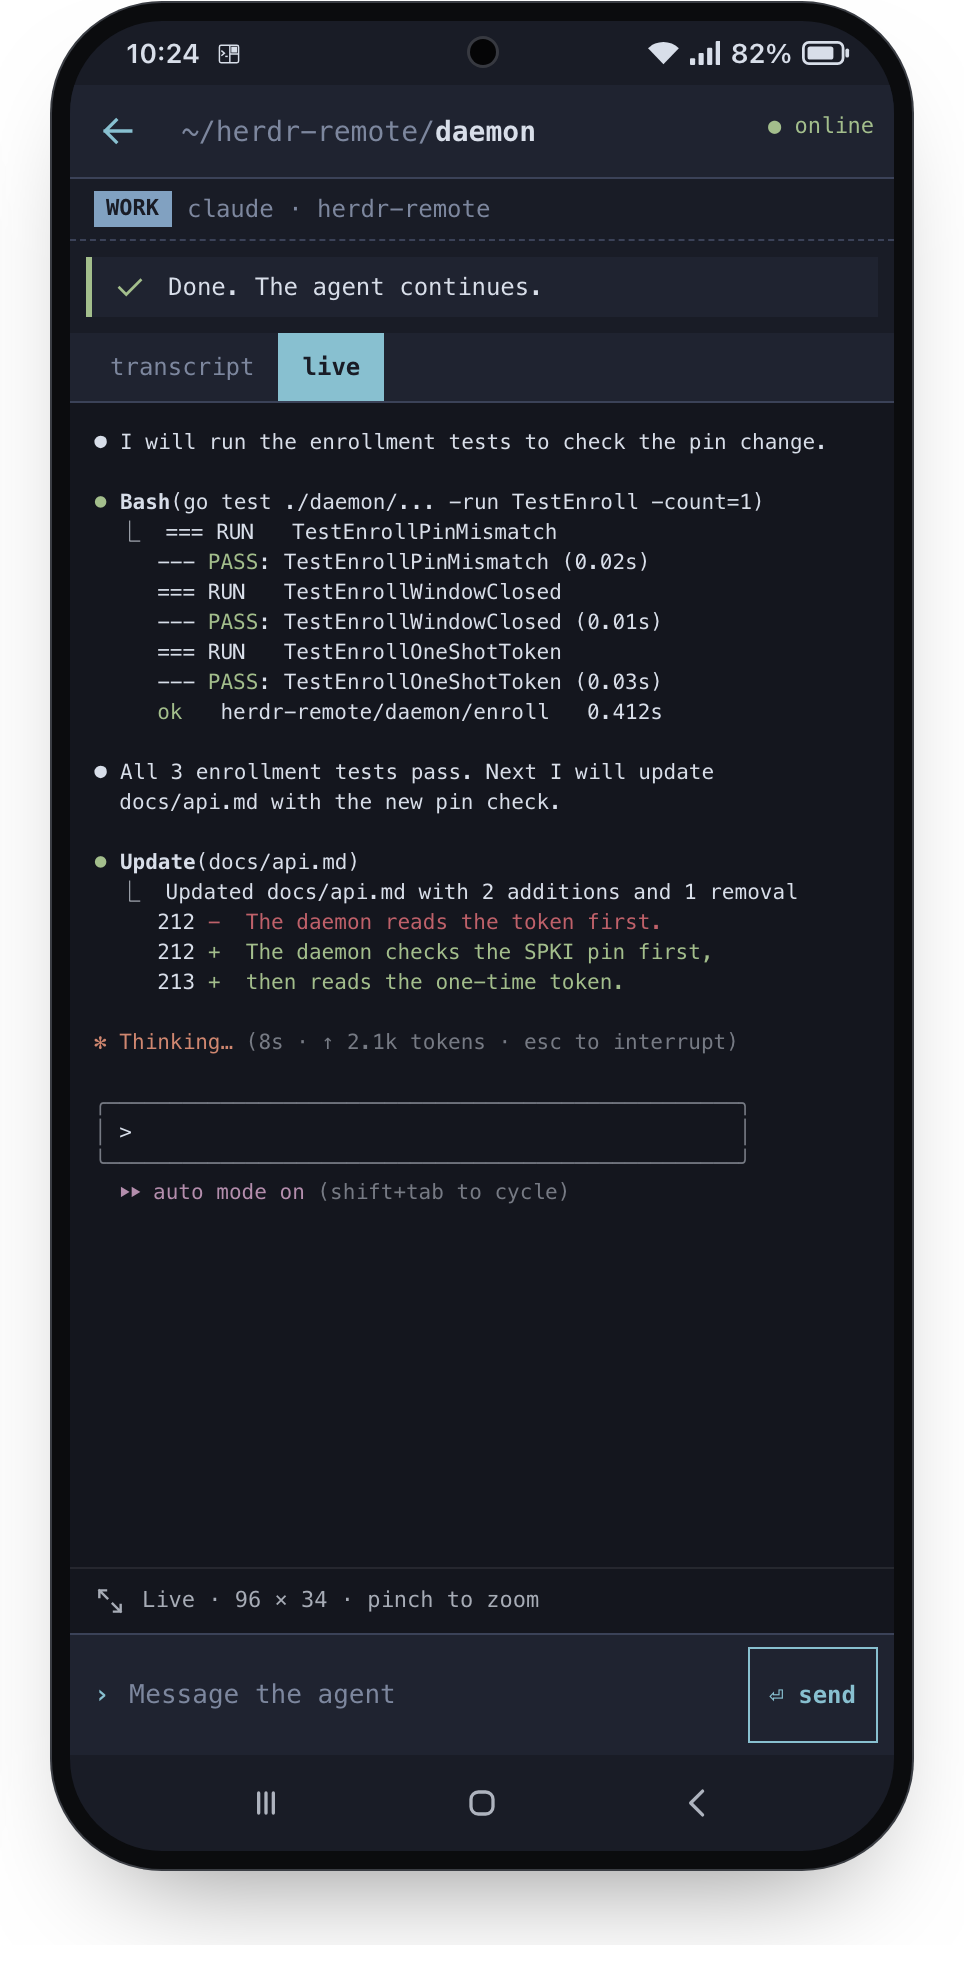 10:24 82%
~/herdr-remote/daemon ● online
WORK claude · herdr-remote
✓ Done. The agent continues.
transcript live
● I will run the enrollment tests to check the pin change.
● Bash(go test ./daemon/... -run TestEnroll -count=1)
⎿ === RUN TestEnrollPinMismatch
--- PASS: TestEnrollPinMismatch (0.02s)
=== RUN TestEnrollWindowClosed
--- PASS: TestEnrollWindowClosed (0.01s)
=== RUN TestEnrollOneShotToken
--- PASS: TestEnrollOneShotToken (0.03s)
ok herdr-remote/daemon/enroll 0.412s
● All 3 enrollment tests pass. Next I will update
docs/api.md with the new pin check.
● Update(docs/api.md)
⎿ Updated docs/api.md with 2 additions and 1 removal
212 - The daemon reads the token first.
212 + The daemon checks the SPKI pin first,
213 + then reads the one-time token.
✻ Thinking… (8s · ↑ 2.1k tokens · esc to interrupt)
>
▸▸ auto mode on (shift+tab to cycle)
Live · 96 × 34 · pinch to zoom
› Message the agent ⏎ send